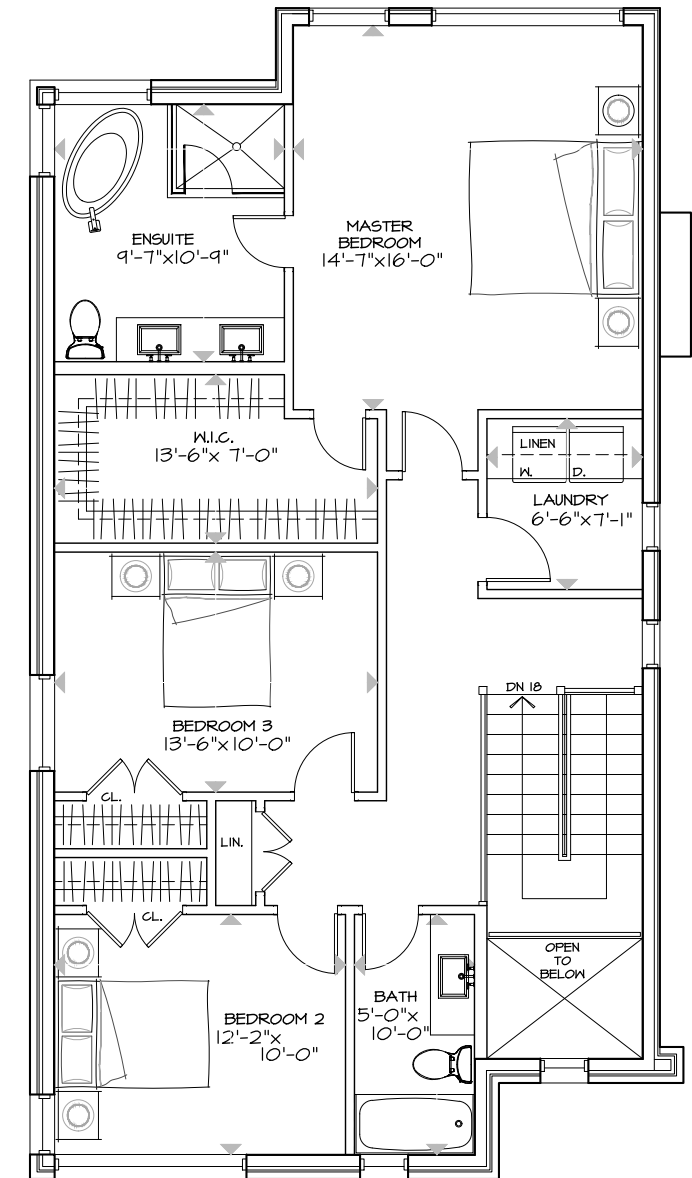 MASTER
BEDROOM
14'-7"x16'-0"
ENSUITE
9'-7"x10'-9"
W.I.C.
13'-6"x 7'-0"
LINEN
W. D.
LAUNDRY
6'-6"x7'-1"
DN 18
BEDROOM 3
13'-6"x10'-0"
CL.
LIN.
CL.
OPEN
TO
BELOW
BATH
5'-0"x
10'-0"
BEDROOM 2
12'-2"x
10'-0"